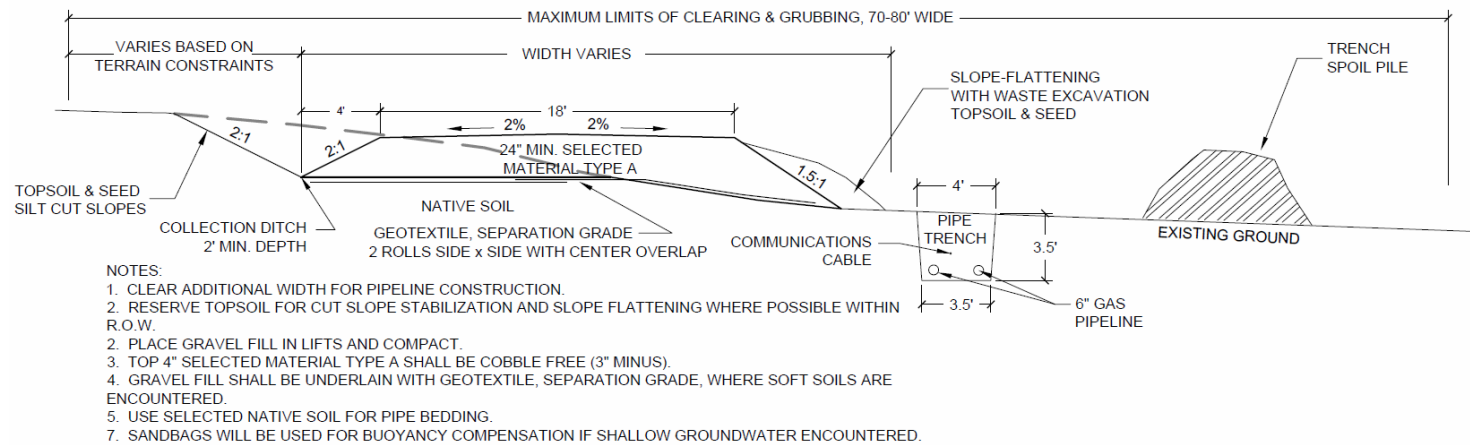 MAXIMUM LIMITS OF CLEARING & GRUBBING, 70-80' WIDE
VARIES BASED ON
TERRAIN CONSTRAINTS
WIDTH VARIES
TRENCH
SPOIL PILE
SLOPE-FLATTENING
WITH WASTE EXCAVATION
TOPSOIL & SEED
4'
18'
2%
2%
2:1
2:1
24" MIN. SELECTED
MATERIAL TYPE A
1.5:1
TOPSOIL & SEED
SILT CUT SLOPES
COLLECTION DITCH
2' MIN. DEPTH
NATIVE SOIL
GEOTEXTILE, SEPARATION GRADE
2 ROLLS SIDE x SIDE WITH CENTER OVERLAP
4'
PIPE
TRENCH
COMMUNICATIONS
CABLE
3.5'
3.5'
EXISTING GROUND
6" GAS
PIPELINE
NOTES:
1. CLEAR ADDITIONAL WIDTH FOR PIPELINE CONSTRUCTION.
2. RESERVE TOPSOIL FOR CUT SLOPE STABILIZATION AND SLOPE FLATTENING WHERE POSSIBLE WITHIN
R.O.W.
2. PLACE GRAVEL FILL IN LIFTS AND COMPACT.
3. TOP 4" SELECTED MATERIAL TYPE A SHALL BE COBBLE FREE (3" MINUS).
4. GRAVEL FILL SHALL BE UNDERLAIN WITH GEOTEXTILE, SEPARATION GRADE, WHERE SOFT SOILS ARE
ENCOUNTERED.
5. USE SELECTED NATIVE SOIL FOR PIPE BEDDING.
7. SANDBAGS WILL BE USED FOR BUOYANCY COMPENSATION IF SHALLOW GROUNDWATER ENCOUNTERED.